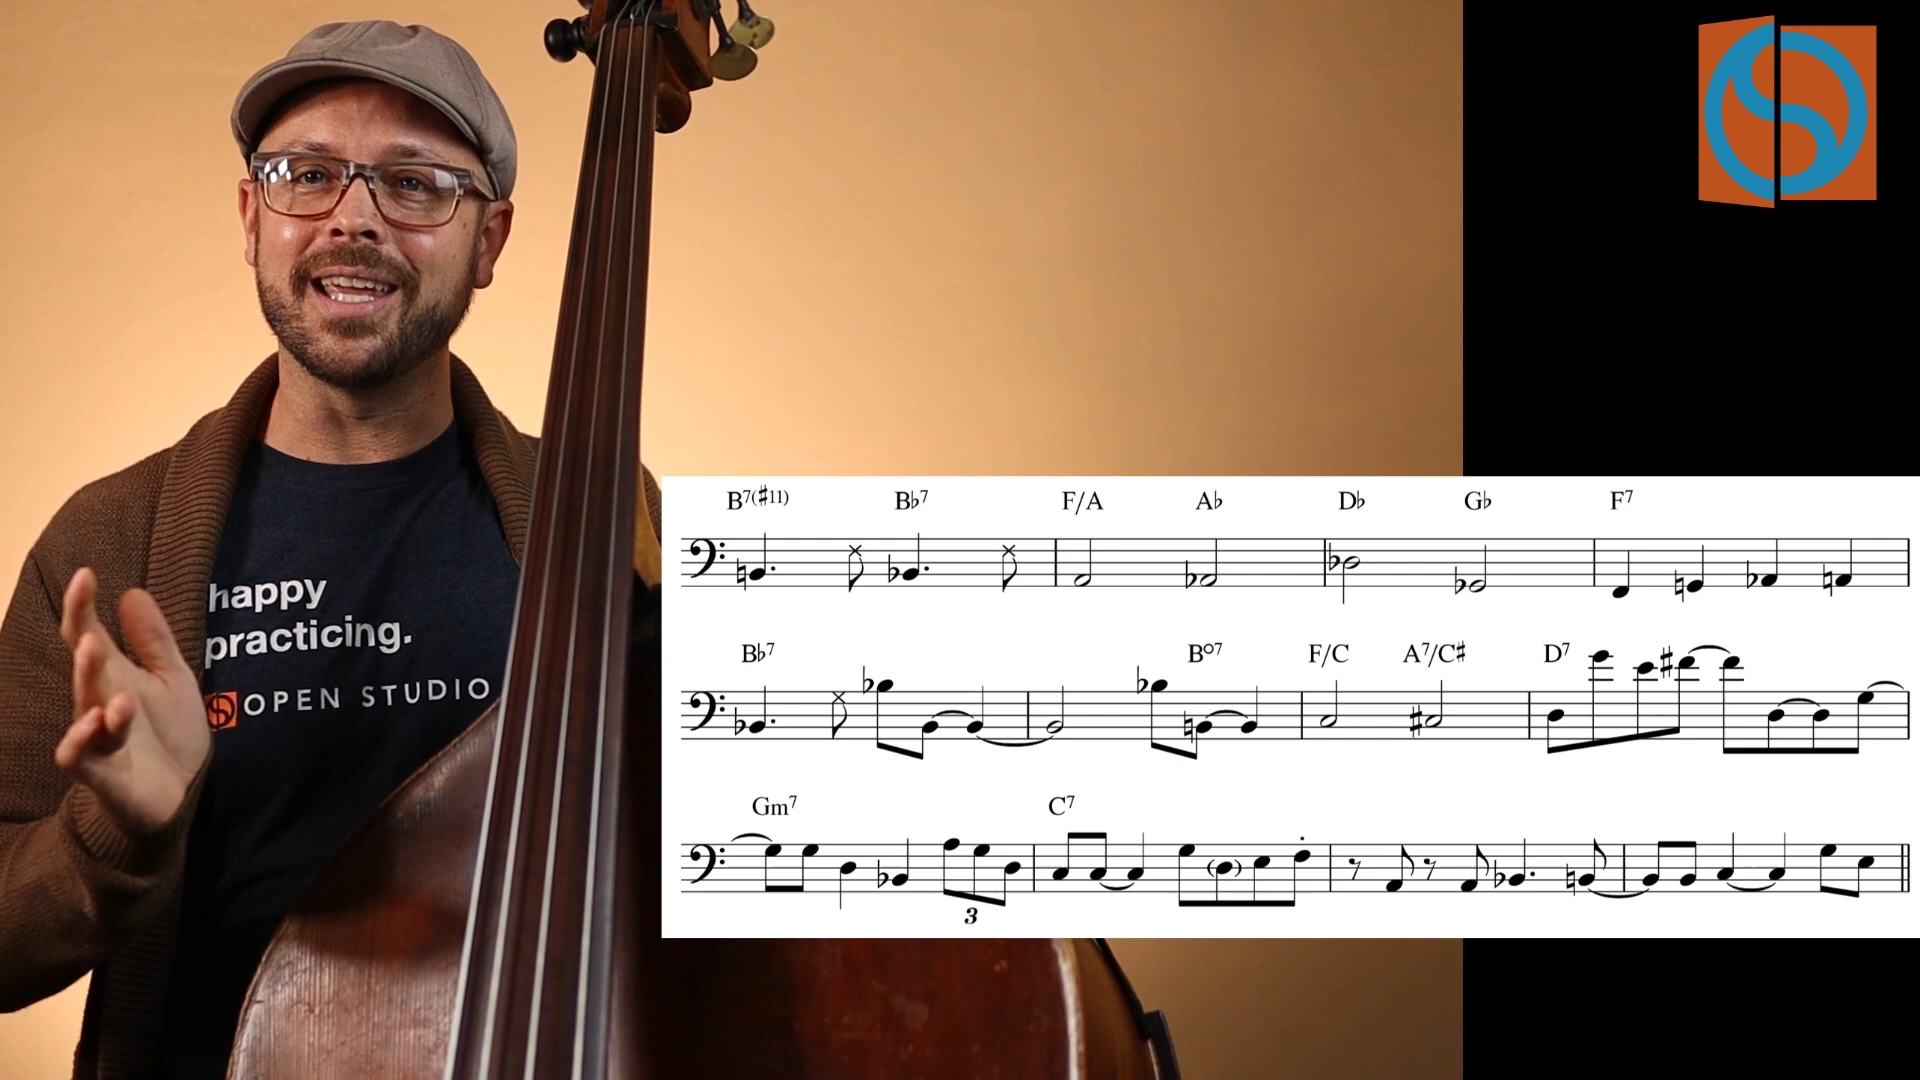 happy
practicing.
OPEN STUDIO
B7(♯11) B♭7 F/A A♭ D♭ G♭ F7
B♭7 B°7 F/C A7/C♯ D7
Gm7 C7
3